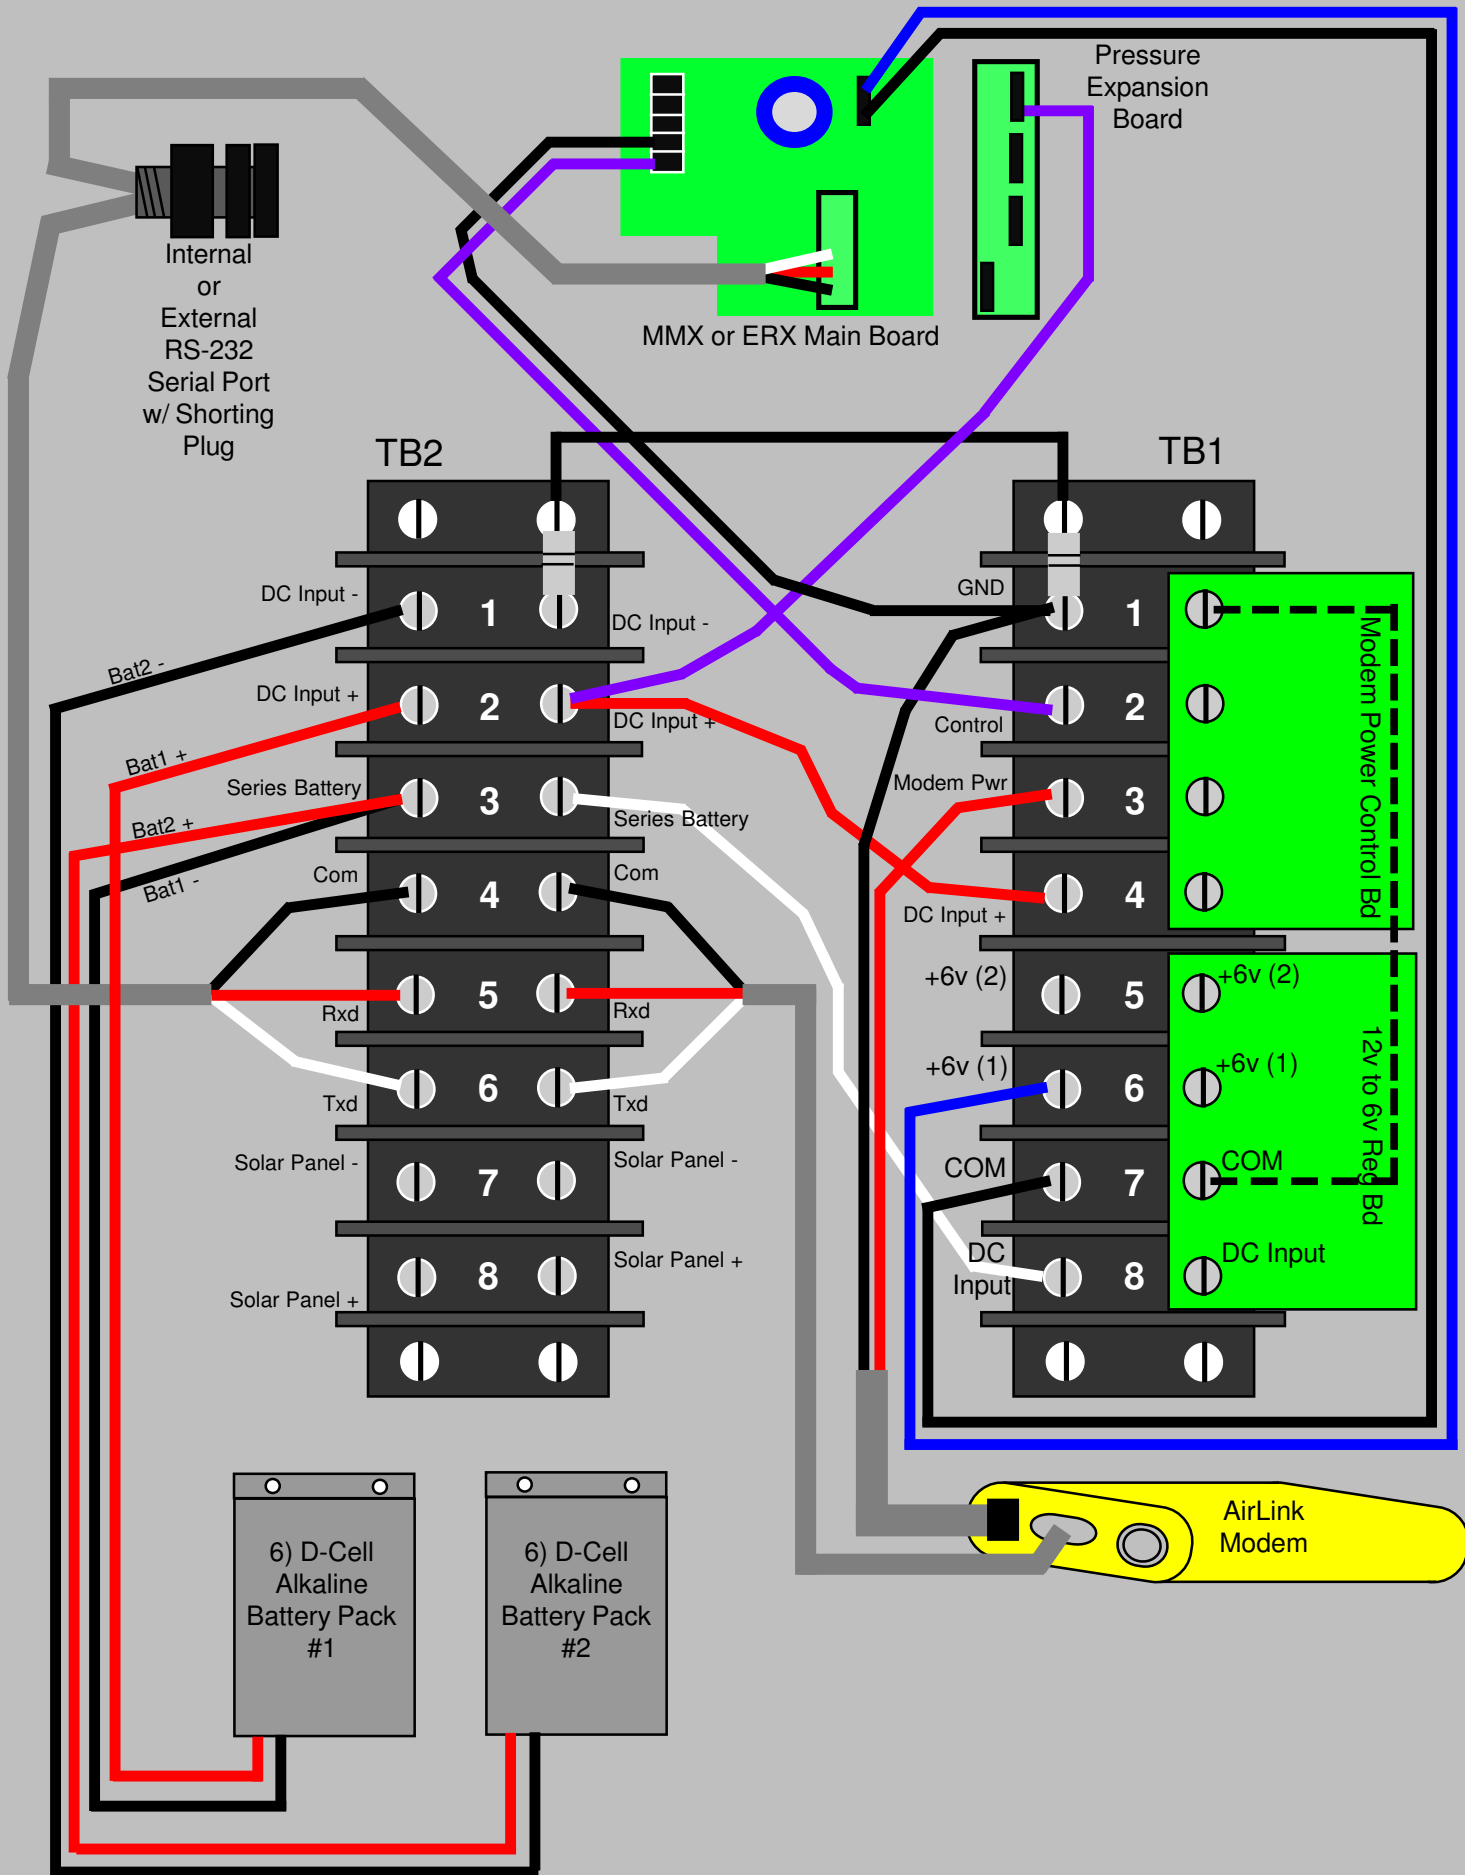 Pressure
Expansion
Board
Internal
or
External
RS-232
Serial Port
w/ Shorting
Plug
MMX or ERX Main Board
TB2
TB1
DC Input -
1
DC Input -
Bat2 -
DC Input +
2
DC Input +
Bat1 +
Series Battery
3
Series Battery
Bat2 +
Bat1 -
Com
4
Com
5
Rxd
Rxd
6
Txd
Txd
Solar Panel -
7
Solar Panel -
8
Solar Panel +
Solar Panel +
GND
1
2
Control
Modem Pwr
3
4
DC Input +
+6v (2)
5
+6v (2)
+6v (1)
6
+6v (1)
COM
7
COM
DC
Input
8
DC Input
Modem Power Control Bd
12v to 6v Reg Bd
6) D-Cell
Alkaline
Battery Pack
#1
6) D-Cell
Alkaline
Battery Pack
#2
AirLink
Modem